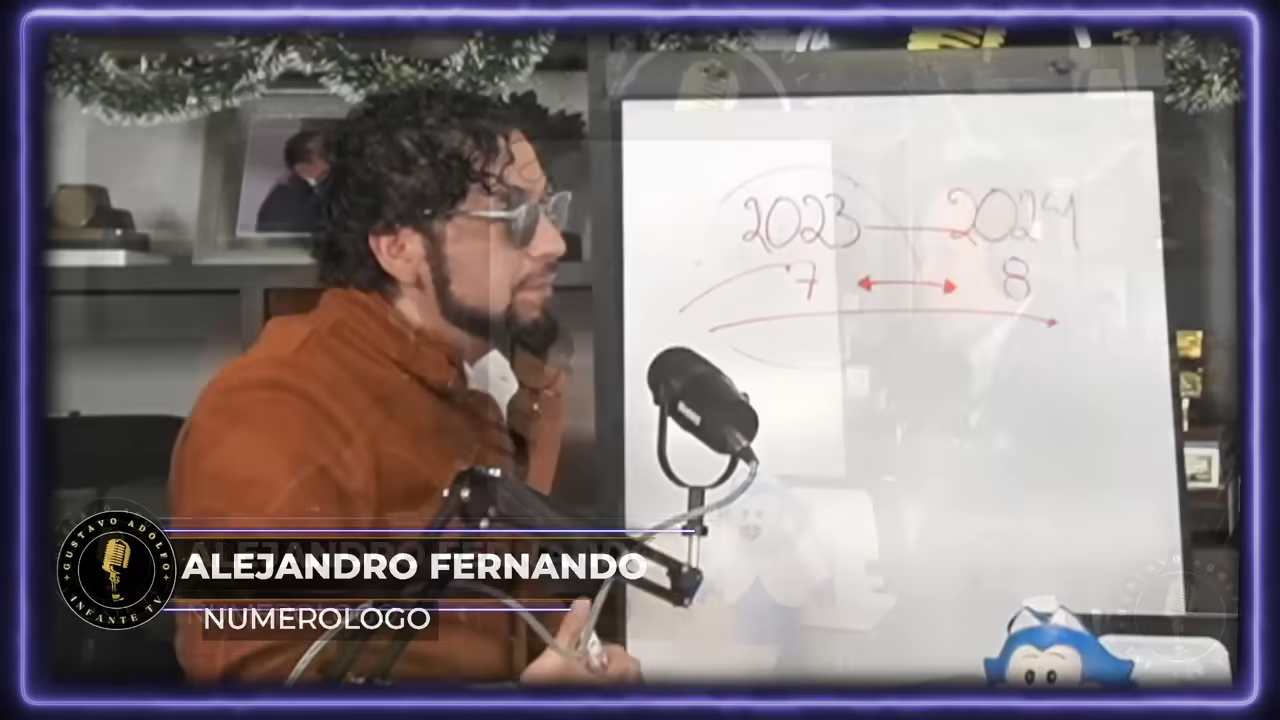 2023 — 2024
7 ↔ 8
GUSTAVO ADOLFO
INFANTE TV
ALEJANDRO FERNANDO
NUMEROLOGO